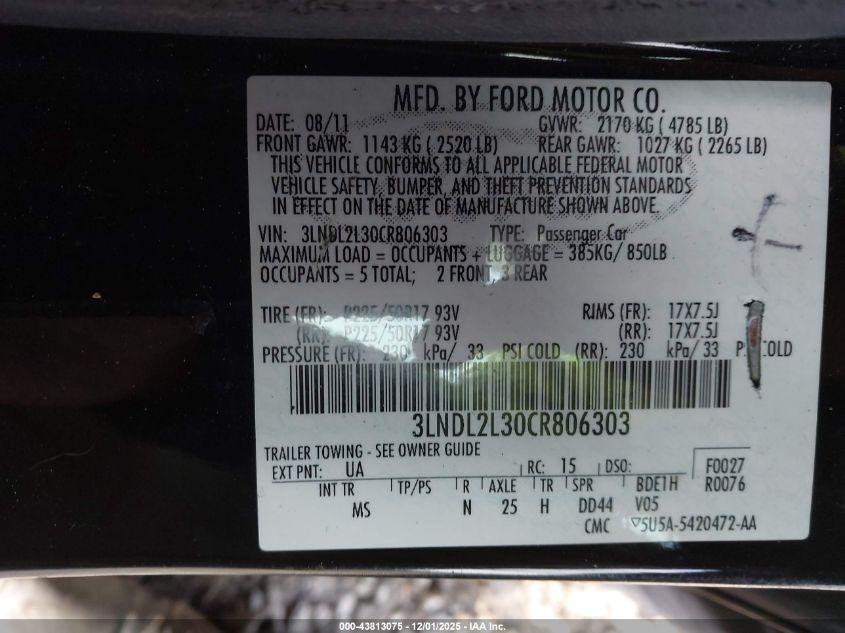 MFD. BY FORD MOTOR CO.
DATE: 08/11 GVWR: 2170 KG ( 4785 LB)
FRONT GAWR: 1143 KG ( 2520 LB) REAR GAWR: 1027 KG ( 2265 LB)
THIS VEHICLE CONFORMS TO ALL APPLICABLE FEDERAL MOTOR
VEHICLE SAFETY, BUMPER, AND THEFT PREVENTION STANDARDS
IN EFFECT ON THE DATE OF MANUFACTURE SHOWN ABOVE.
VIN: 3LNDL2L30CR806303 TYPE: Passenger Car
MAXIMUM LOAD = OCCUPANTS + LUGGAGE = 385KG/ 850LB
OCCUPANTS = 5 TOTAL; 2 FRONT, 3 REAR
TIRE (FR): P225/50R17 93V RIMS (FR): 17X7.5J
(RR): P225/50R17 93V (RR): 17X7.5J
PRESSURE (FR): 230 kPa/ 33 PSI COLD (RR): 230 kPa/ 33 PSI COLD
3LNDL2L30CR806303
TRAILER TOWING - SEE OWNER GUIDE
EXT PNT: UA RC: 15 DSO: F0027
INT TR TP/PS R AXLE TR SPR BDE1H R0076
MS N 25 H DD44 V05
CMC 5U5A-5420472-AA
000-43813075 - 12/01/2025 - IAA Inc.